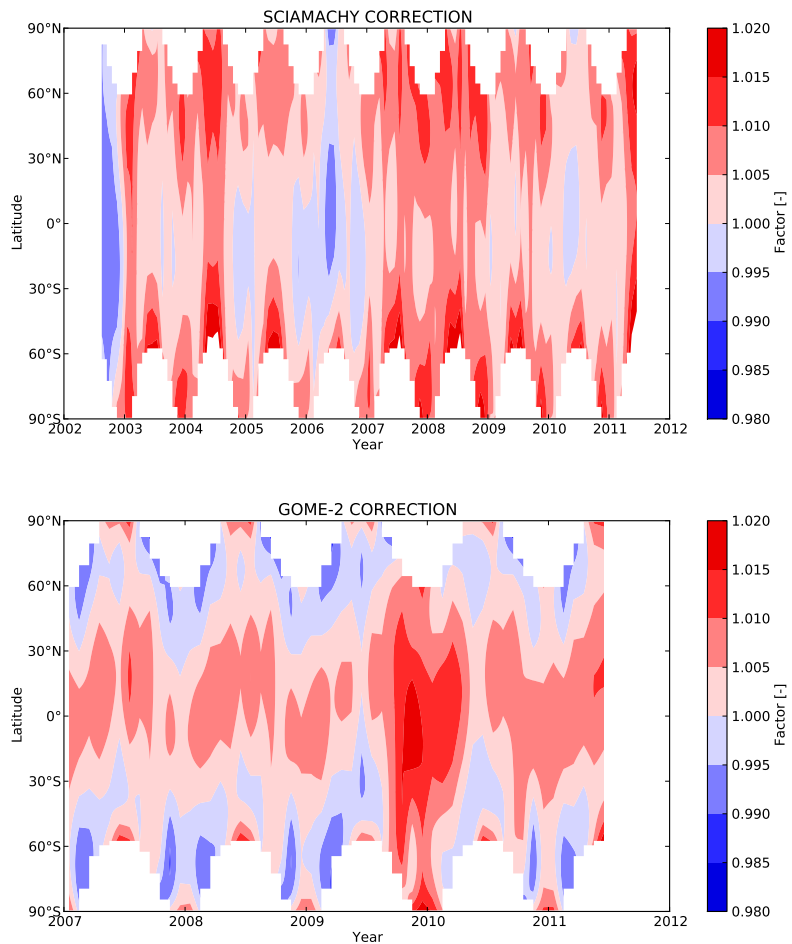 SCIAMACHY CORRECTION
90°N
60°N
30°N
0°
30°S
60°S
90°S
Latitude
2002 2003 2004 2005 2006 2007 2008 2009 2010 2011 2012
Year
1.020
1.015
1.010
1.005
1.000
0.995
0.990
0.985
0.980
Factor [-]
GOME-2 CORRECTION
90°N
60°N
30°N
0°
30°S
60°S
90°S
Latitude
2007 2008 2009 2010 2011 2012
Year
1.020
1.015
1.010
1.005
1.000
0.995
0.990
0.985
0.980
Factor [-]